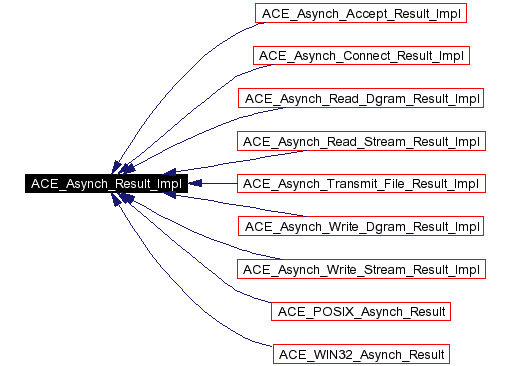 ACE_Asynch_Accept_Result_Impl
ACE_Asynch_Connect_Result_Impl
ACE_Asynch_Read_Dgram_Result_Impl
ACE_Asynch_Read_Stream_Result_Impl
ACE_Asynch_Result_Impl
ACE_Asynch_Transmit_File_Result_Impl
ACE_Asynch_Write_Dgram_Result_Impl
ACE_Asynch_Write_Stream_Result_Impl
ACE_POSIX_Asynch_Result
ACE_WIN32_Asynch_Result